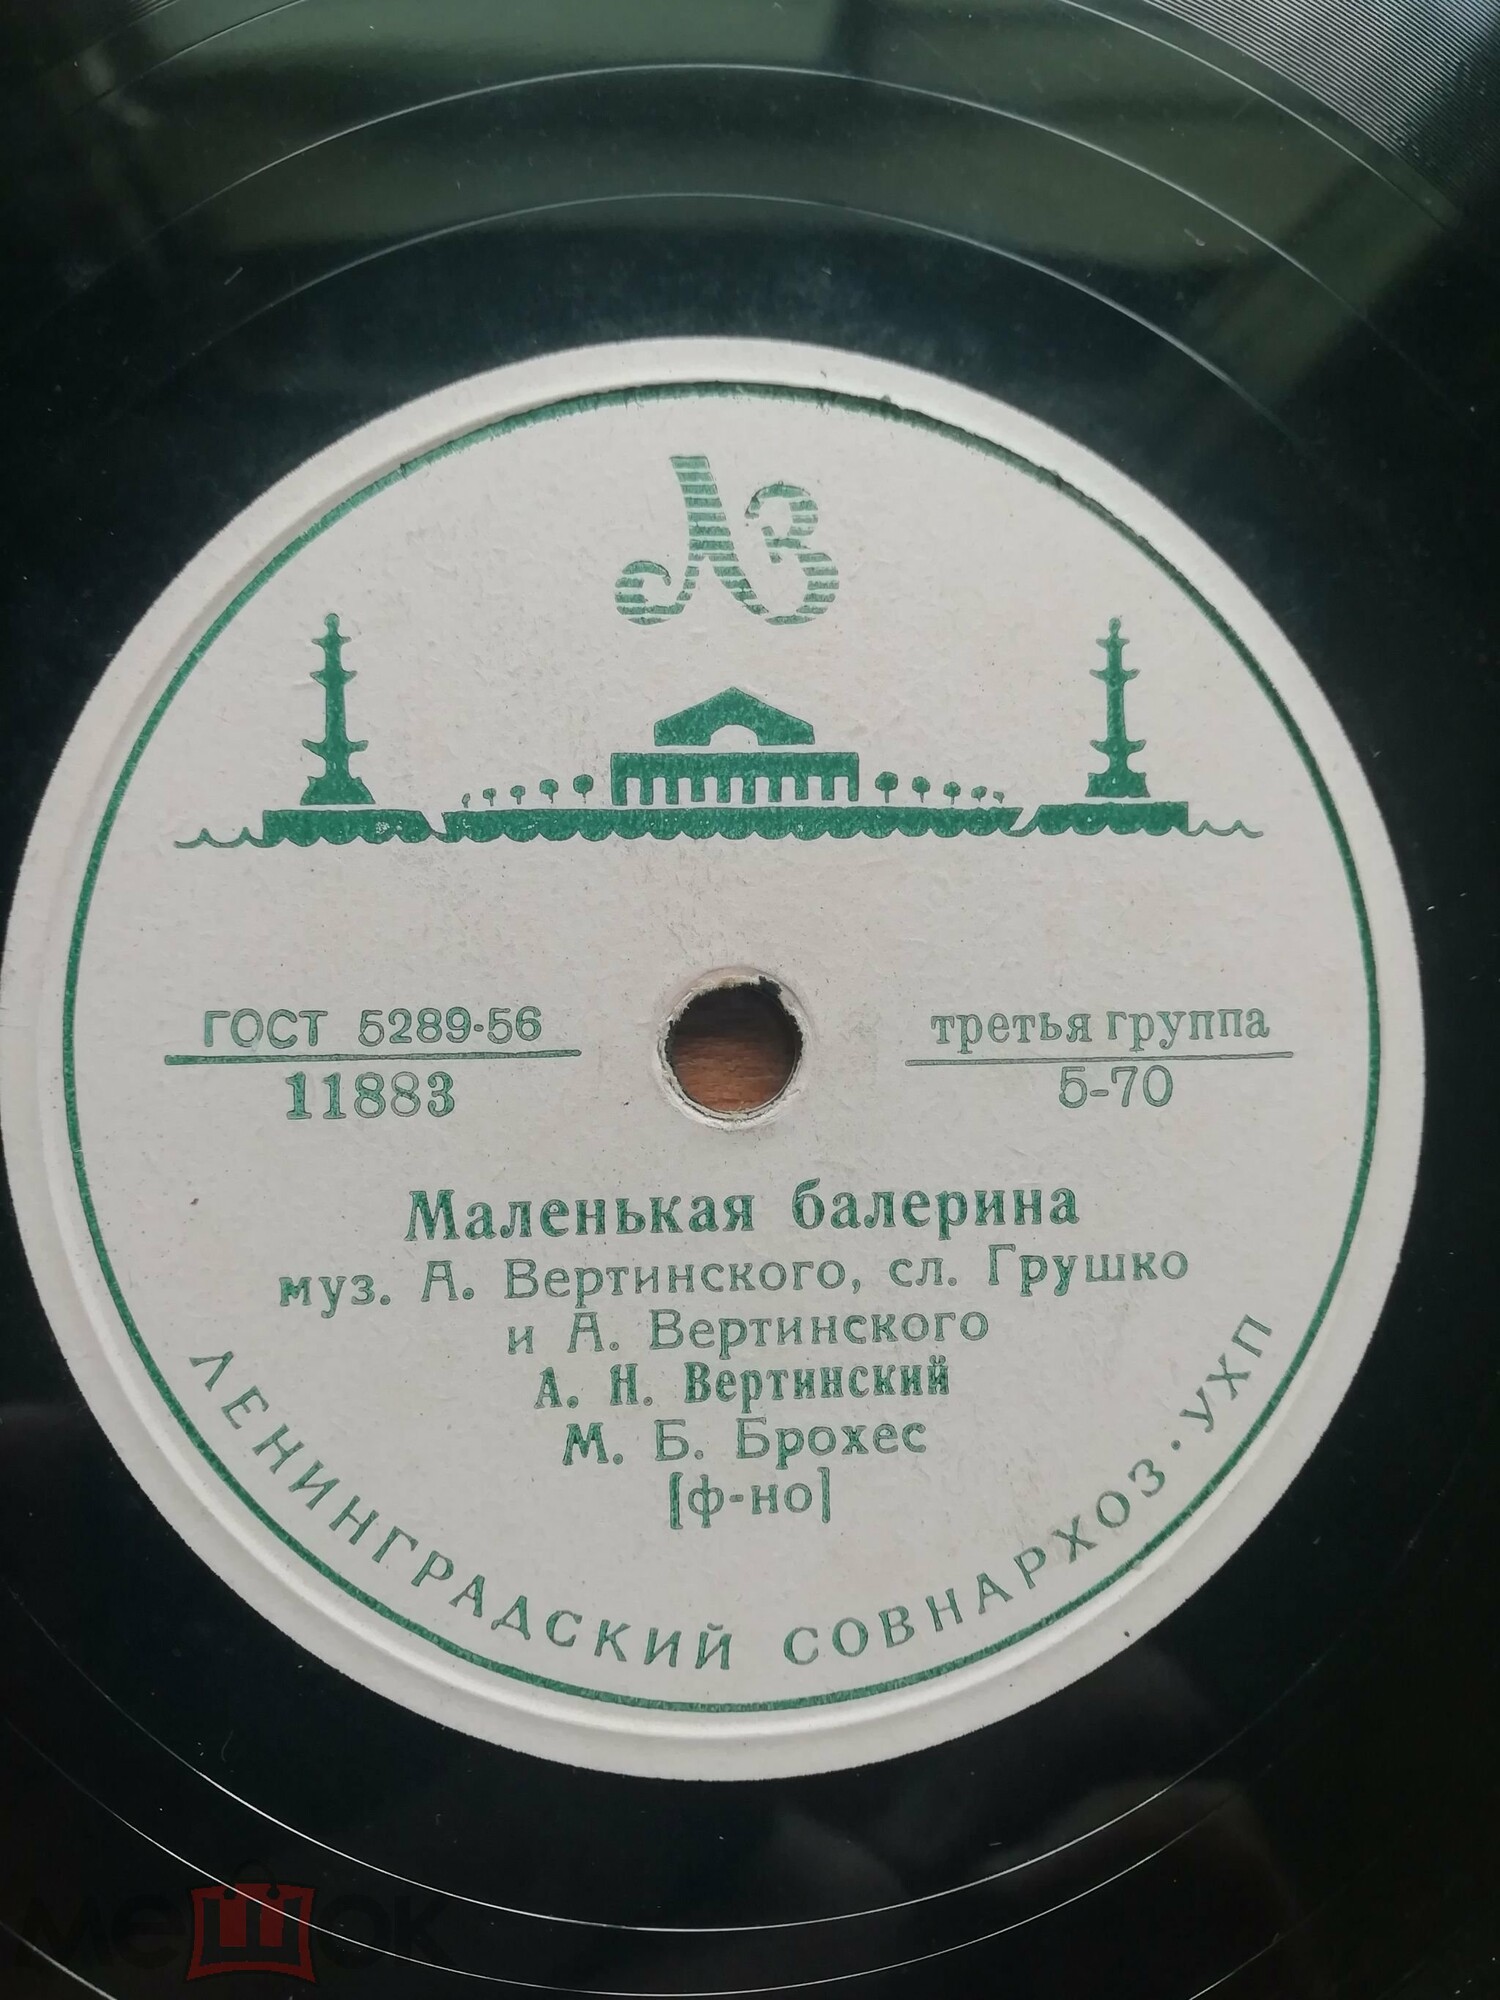 ЛЗ
ГОСТ 5289-56
11883
третья группа
5-70
Маленькая балерина
муз. А. Вертинского, сл. Грушко
и А. Вертинского
А. Н. Вертинский
М. Б. Брохес
[ф-но]
ЛЕНИНГРАДСКИЙ СОВНАРХОЗ · УХП
мешок